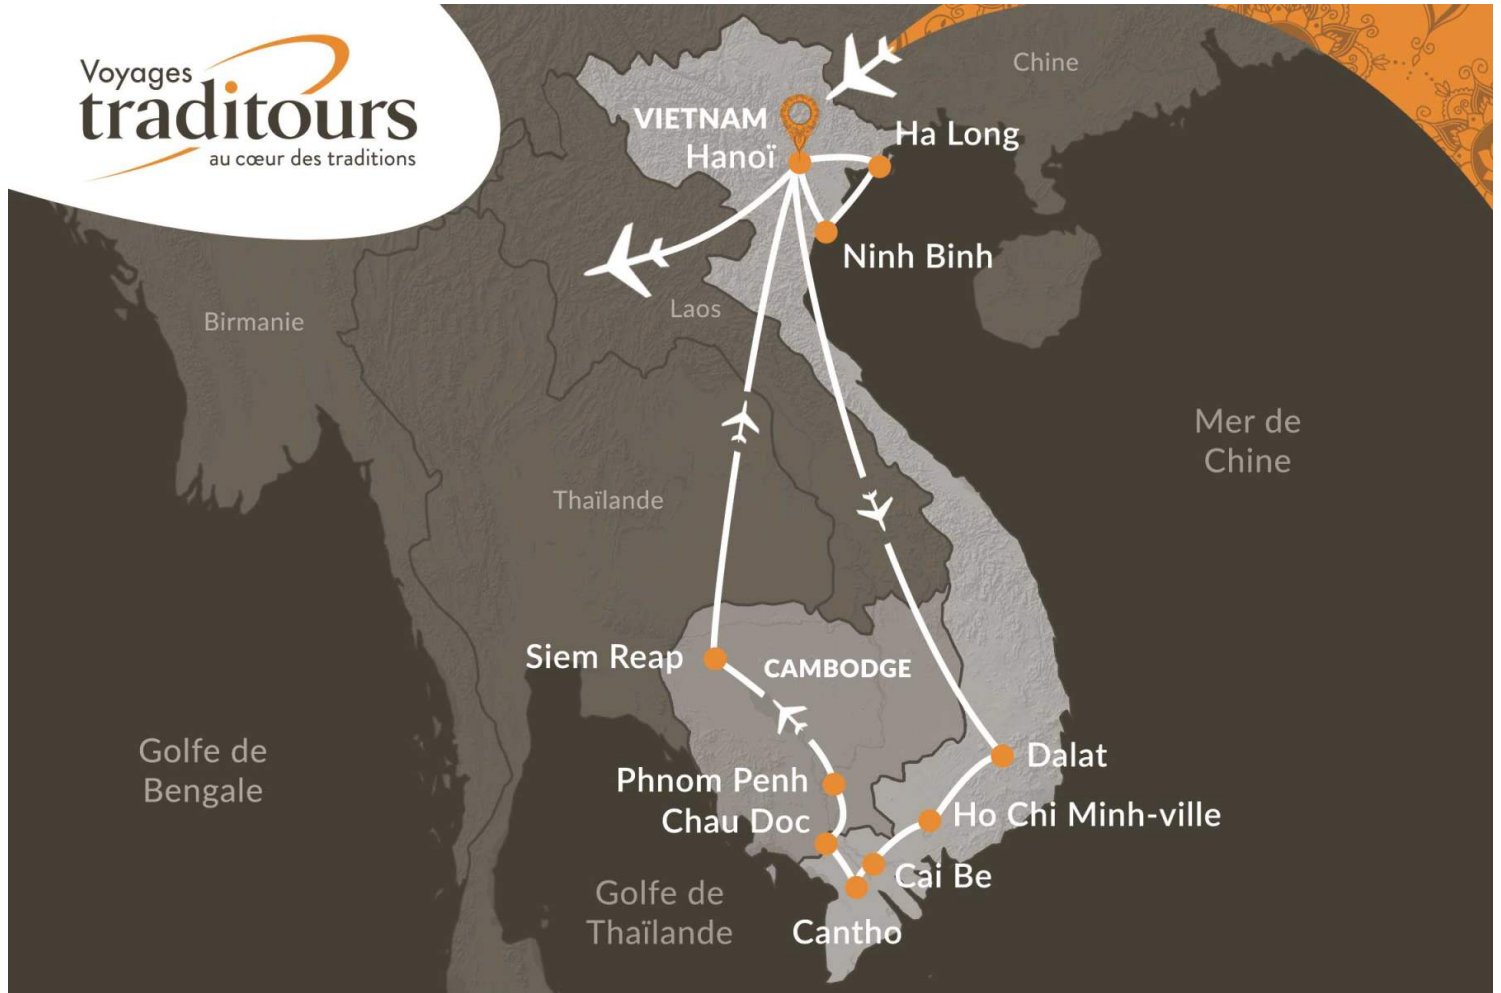 Voyages
traditours
au cœur des traditions
Chine
VIETNAM
Hanoï
Ha Long
Ninh Binh
Laos
Birmanie
Mer de
Chine
Thaïlande
Siem Reap
CAMBODGE
Golfe de
Bengale
Dalat
Phnom Penh
Chau Doc
Ho Chi Minh-ville
Cai Be
Golfe de
Thaïlande
Cantho